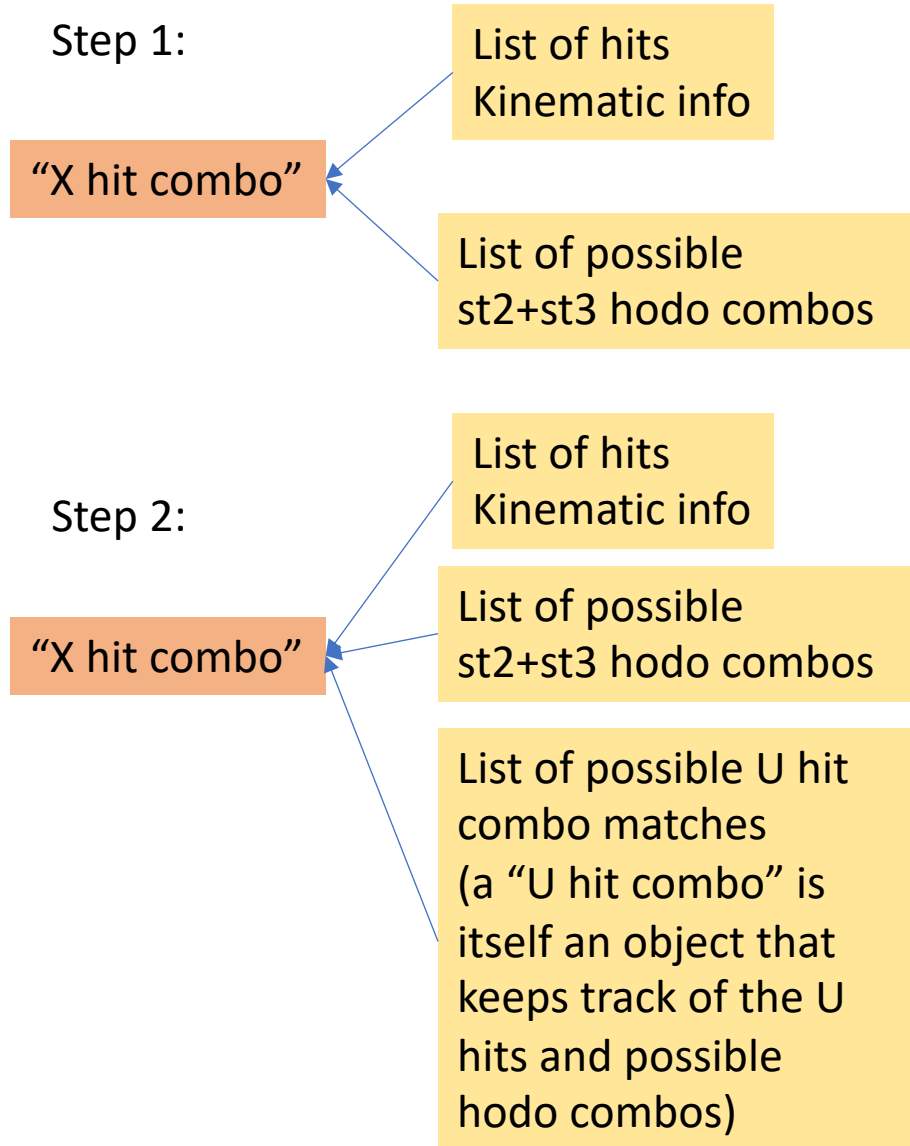 Step 1:
List of hits
Kinematic info
“X hit combo”
List of possible
st2+st3 hodo combos
List of hits
Kinematic info
Step 2:
List of possible
st2+st3 hodo combos
“X hit combo”
List of possible U hit
combo matches
(a “U hit combo” is
itself an object that
keeps track of the U
hits and possible
hodo combos)